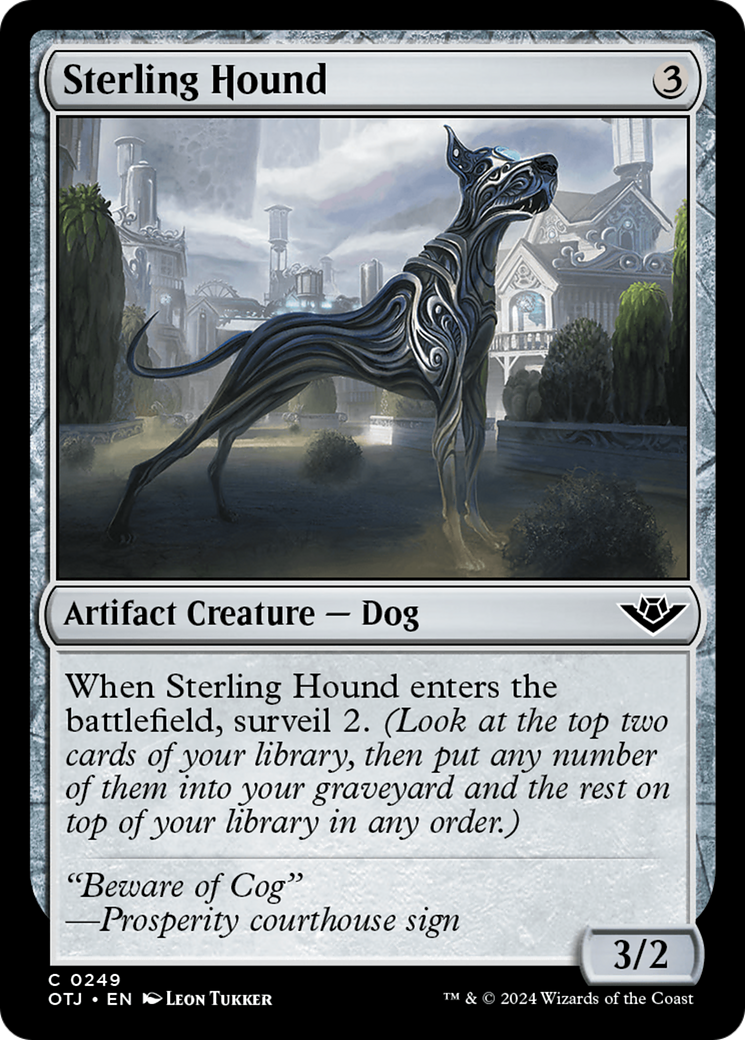 Sterling Hound
3
Artifact Creature — Dog
When Sterling Hound enters the
battlefield, surveil 2. (Look at the top two
cards of your library, then put any number
of them into your graveyard and the rest on
top of your library in any order.)
“Beware of Cog”
—Prosperity courthouse sign
3/2
C 0249
OTJ • EN Leon Tukker
™ & © 2024 Wizards of the Coast